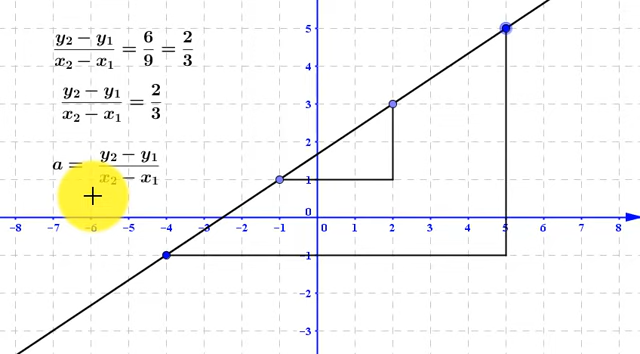 y₂ − y₁ / x₂ − x₁ = 6/9 = 2/3
y₂ − y₁ / x₂ − x₁ = 2/3
a = y₂ − y₁ / x₂ − x₁
5
4
3
2
1
0
-8 -7 -6 -5 -4 -3 -2 -1 0 1 2 3 4 5 6 7 8
-1
-2
-3